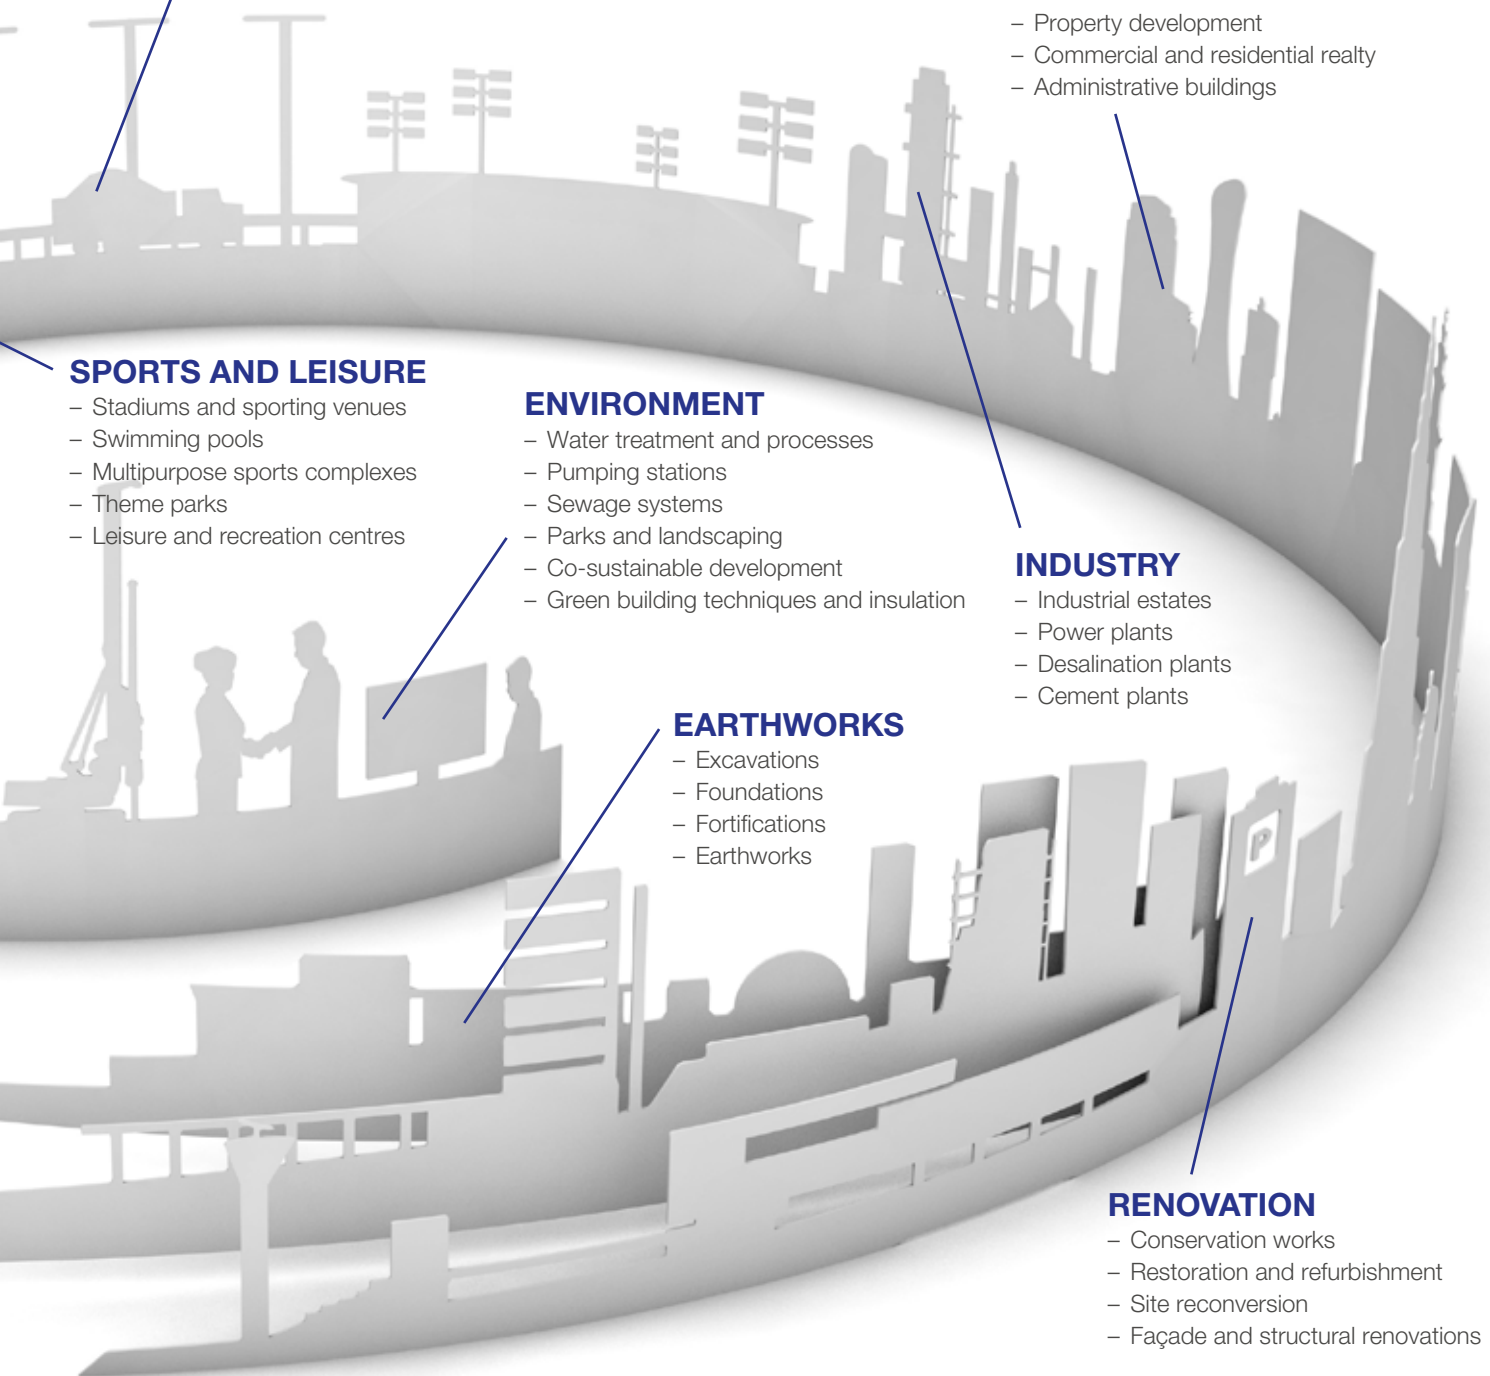 – Property development
– Commercial and residential realty
– Administrative buildings
SPORTS AND LEISURE
– Stadiums and sporting venues
– Swimming pools
– Multipurpose sports complexes
– Theme parks
– Leisure and recreation centres
ENVIRONMENT
– Water treatment and processes
– Pumping stations
– Sewage systems
– Parks and landscaping
– Co-sustainable development
– Green building techniques and insulation
INDUSTRY
– Industrial estates
– Power plants
– Desalination plants
– Cement plants
EARTHWORKS
– Excavations
– Foundations
– Fortifications
– Earthworks
P
RENOVATION
– Conservation works
– Restoration and refurbishment
– Site reconversion
– Façade and structural renovations